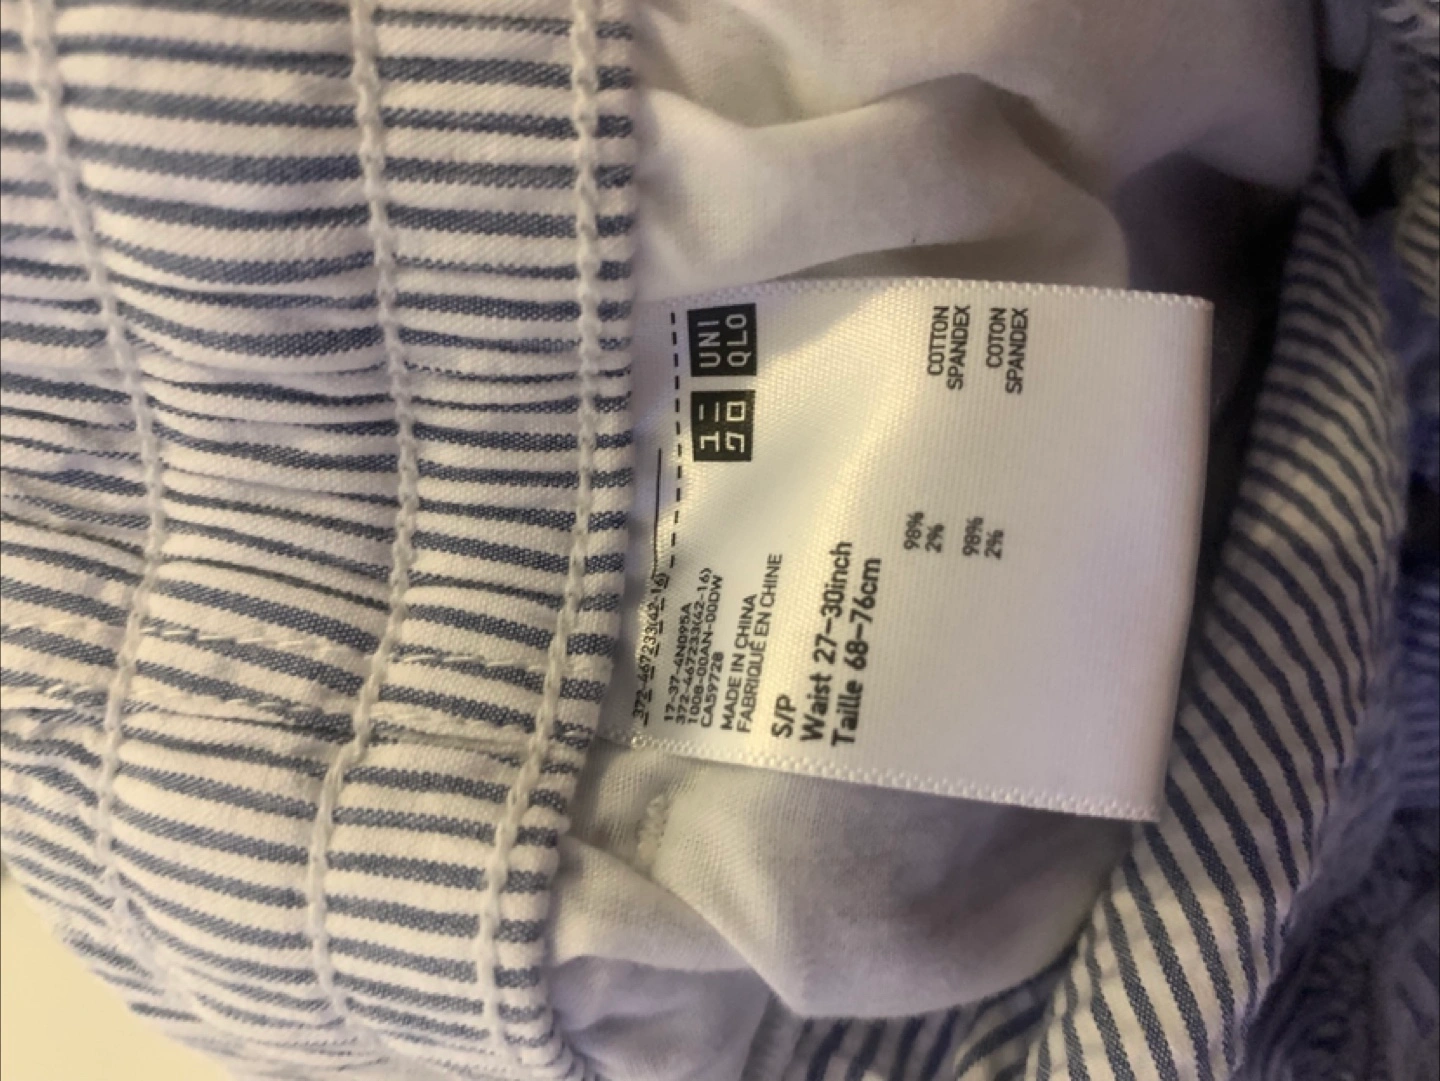 ユニ
クロ
UNI
QLO
372-467233(42-16)
17-37-4N095A
372-467233(42-16)
1008-00AN-00DW
CA59728
MADE IN CHINA
FABRIQUÉ EN CHINE
S/P
Waist 27-30inch
Taille 68-76cm
98% COTTON
2% SPANDEX
98% COTON
2% SPANDEX